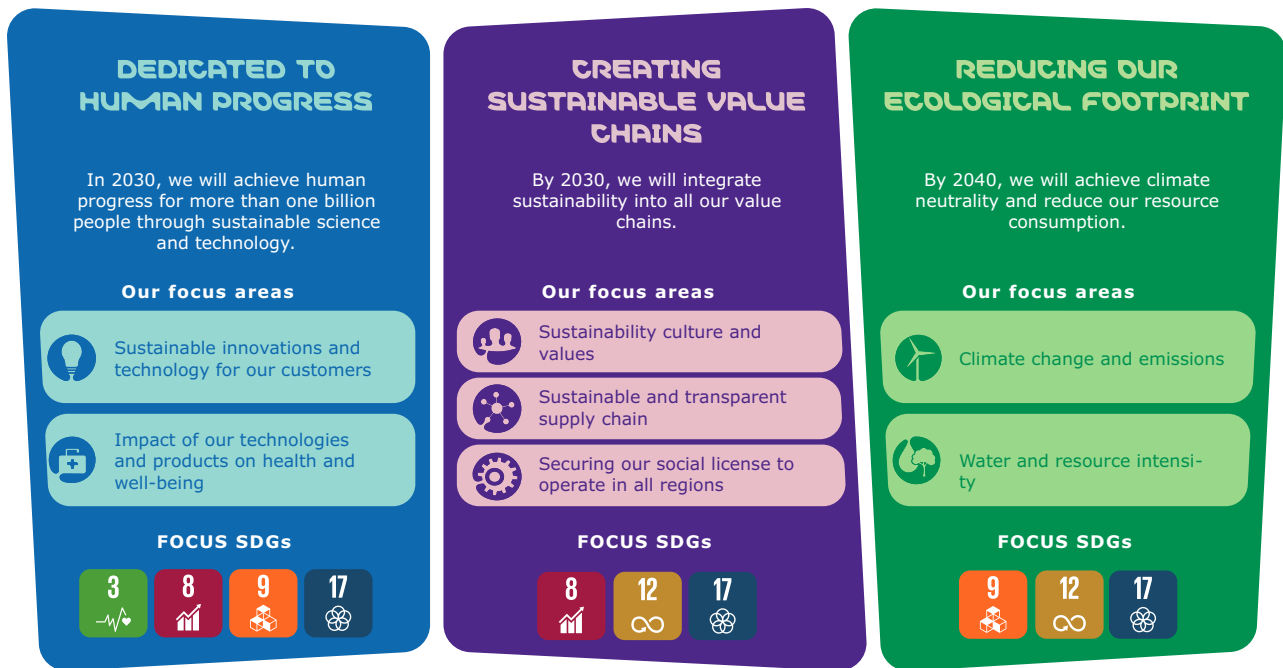 DEDICATED TO
HUMAN PROGRESS
In 2030, we will achieve human
progress for more than one billion
people through sustainable science
and technology.
Our focus areas
Sustainable innovations and
technology for our customers
Impact of our technologies
and products on health and
well-being
FOCUS SDGs
3
8
9
17
CREATING
SUSTAINABLE VALUE
CHAINS
By 2030, we will integrate
sustainability into all our value
chains.
Our focus areas
Sustainability culture and
values
Sustainable and transparent
supply chain
Securing our social license to
operate in all regions
FOCUS SDGs
8
12
17
REDUCING OUR
ECOLOGICAL FOOTPRINT
By 2040, we will achieve climate
neutrality and reduce our resource
consumption.
Our focus areas
Climate change and emissions
Water and resource intensi-
ty
FOCUS SDGs
9
12
17